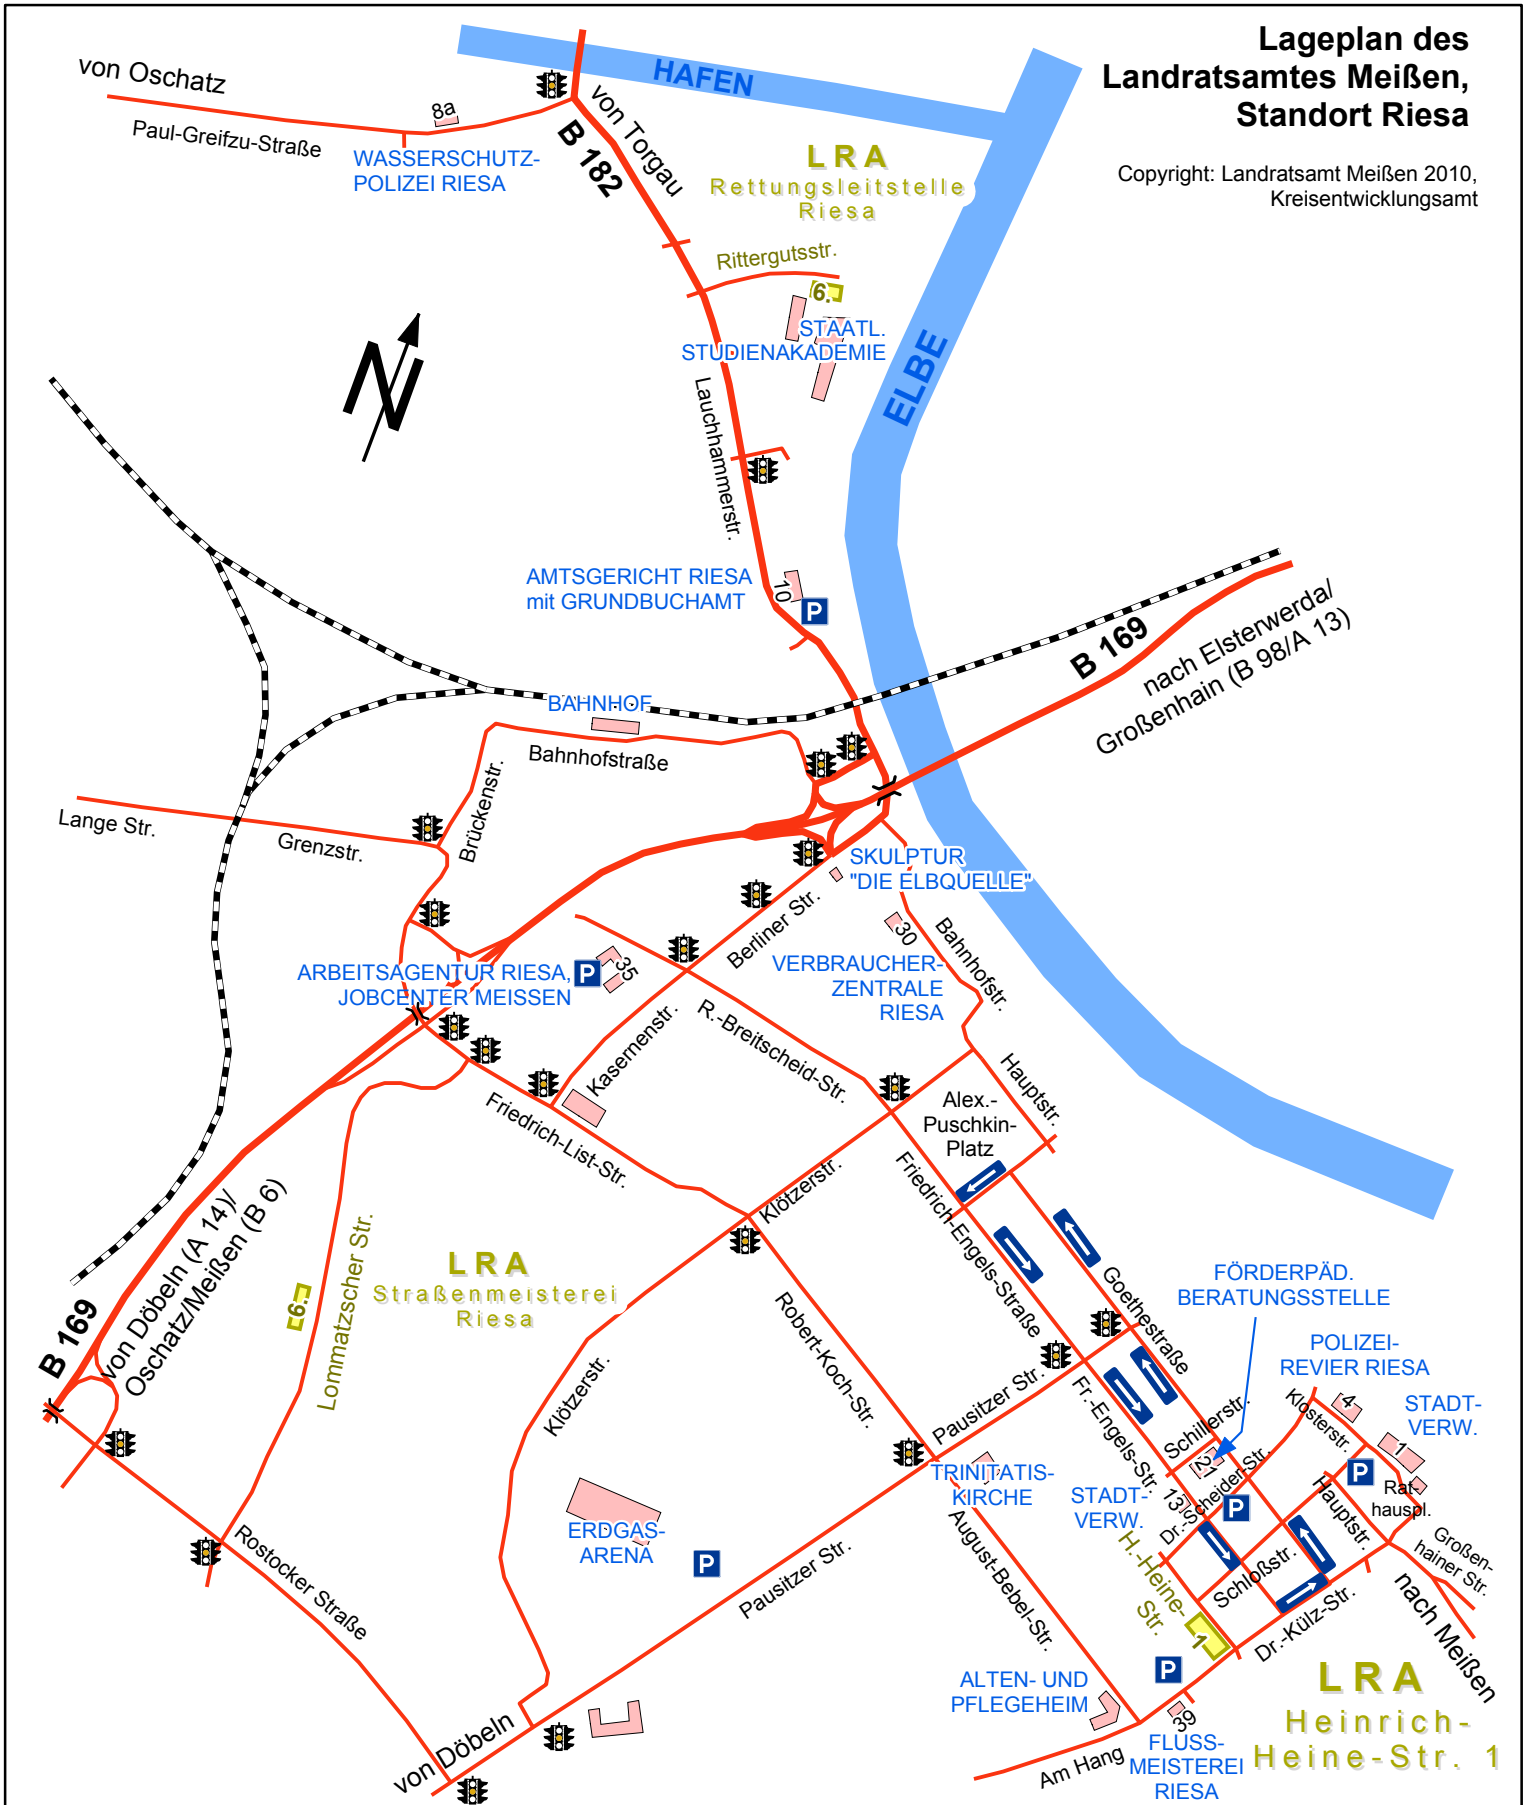 Lageplan des
Landratsamtes Meißen,
Standort Riesa
Copyright: Landratsamt Meißen 2010,
Kreisentwicklungsamt
von Oschatz
Paul-Greifzu-Straße
8a
WASSERSCHUTZ-
POLIZEI RIESA
HAFEN
von Torgau
B 182
LRA
Rettungsleitstelle
Riesa
Rittergutsstr.
6.
STAATL.
STUDIENAKADEMIE
ELBE
N
Lauchhammerstr.
AMTSGERICHT RIESA
mit GRUNDBUCHAMT
10
P
B 169
nach Elsterwerda/
Großenhain (B 98/A 13)
BAHNHOF
Bahnhofstraße
Brückenstr.
Lange Str.
Grenzstr.
SKULPTUR
"DIE ELBQUELLE"
Berliner Str.
30
Bahnhofstr.
VERBRAUCHER-
ZENTRALE
RIESA
ARBEITSAGENTUR RIESA,
JOBCENTER MEISSEN
P
35
Kasernenstr.
R.-Breitscheid-Str.
Hauptstr.
Alex.-
Puschkin-
Platz
Friedrich-List-Str.
Klötzerstr.
Friedrich-Engels-Straße
B 169
von Döbeln (A 14)/
Oschatz/Meißen (B 6)
Lommatzscher Str.
6.
LRA
Straßenmeisterei
Riesa
Klötzerstr.
Robert-Koch-Str.
Goethestraße
FÖRDERPÄD.
BERATUNGSSTELLE
POLIZEI-
REVIER RIESA
STADT-
VERW.
Pausitzer Str.
Fr.-Engels-Str.
Schillerstr.
Klosterstr.
4
1
21
13
Dr.-Scheider-Str.
P
P
Rat-
hauspl.
Hauptstr.
Großen-
hainer Str.
TRINITATIS-
KIRCHE
STADT-
VERW.
H.-Heine-
Str.
Schloßstr.
ERDGAS-
ARENA
P
Rostocker Straße
Pausitzer Str.
August-Bebel-Str.
1
Dr.-Külz-Str.
nach Meißen
P
ALTEN- UND
PFLEGEHEIM
39
FLUSS-
MEISTEREI
RIESA
Am Hang
von Döbeln
LRA
Heinrich-
Heine-Str. 1